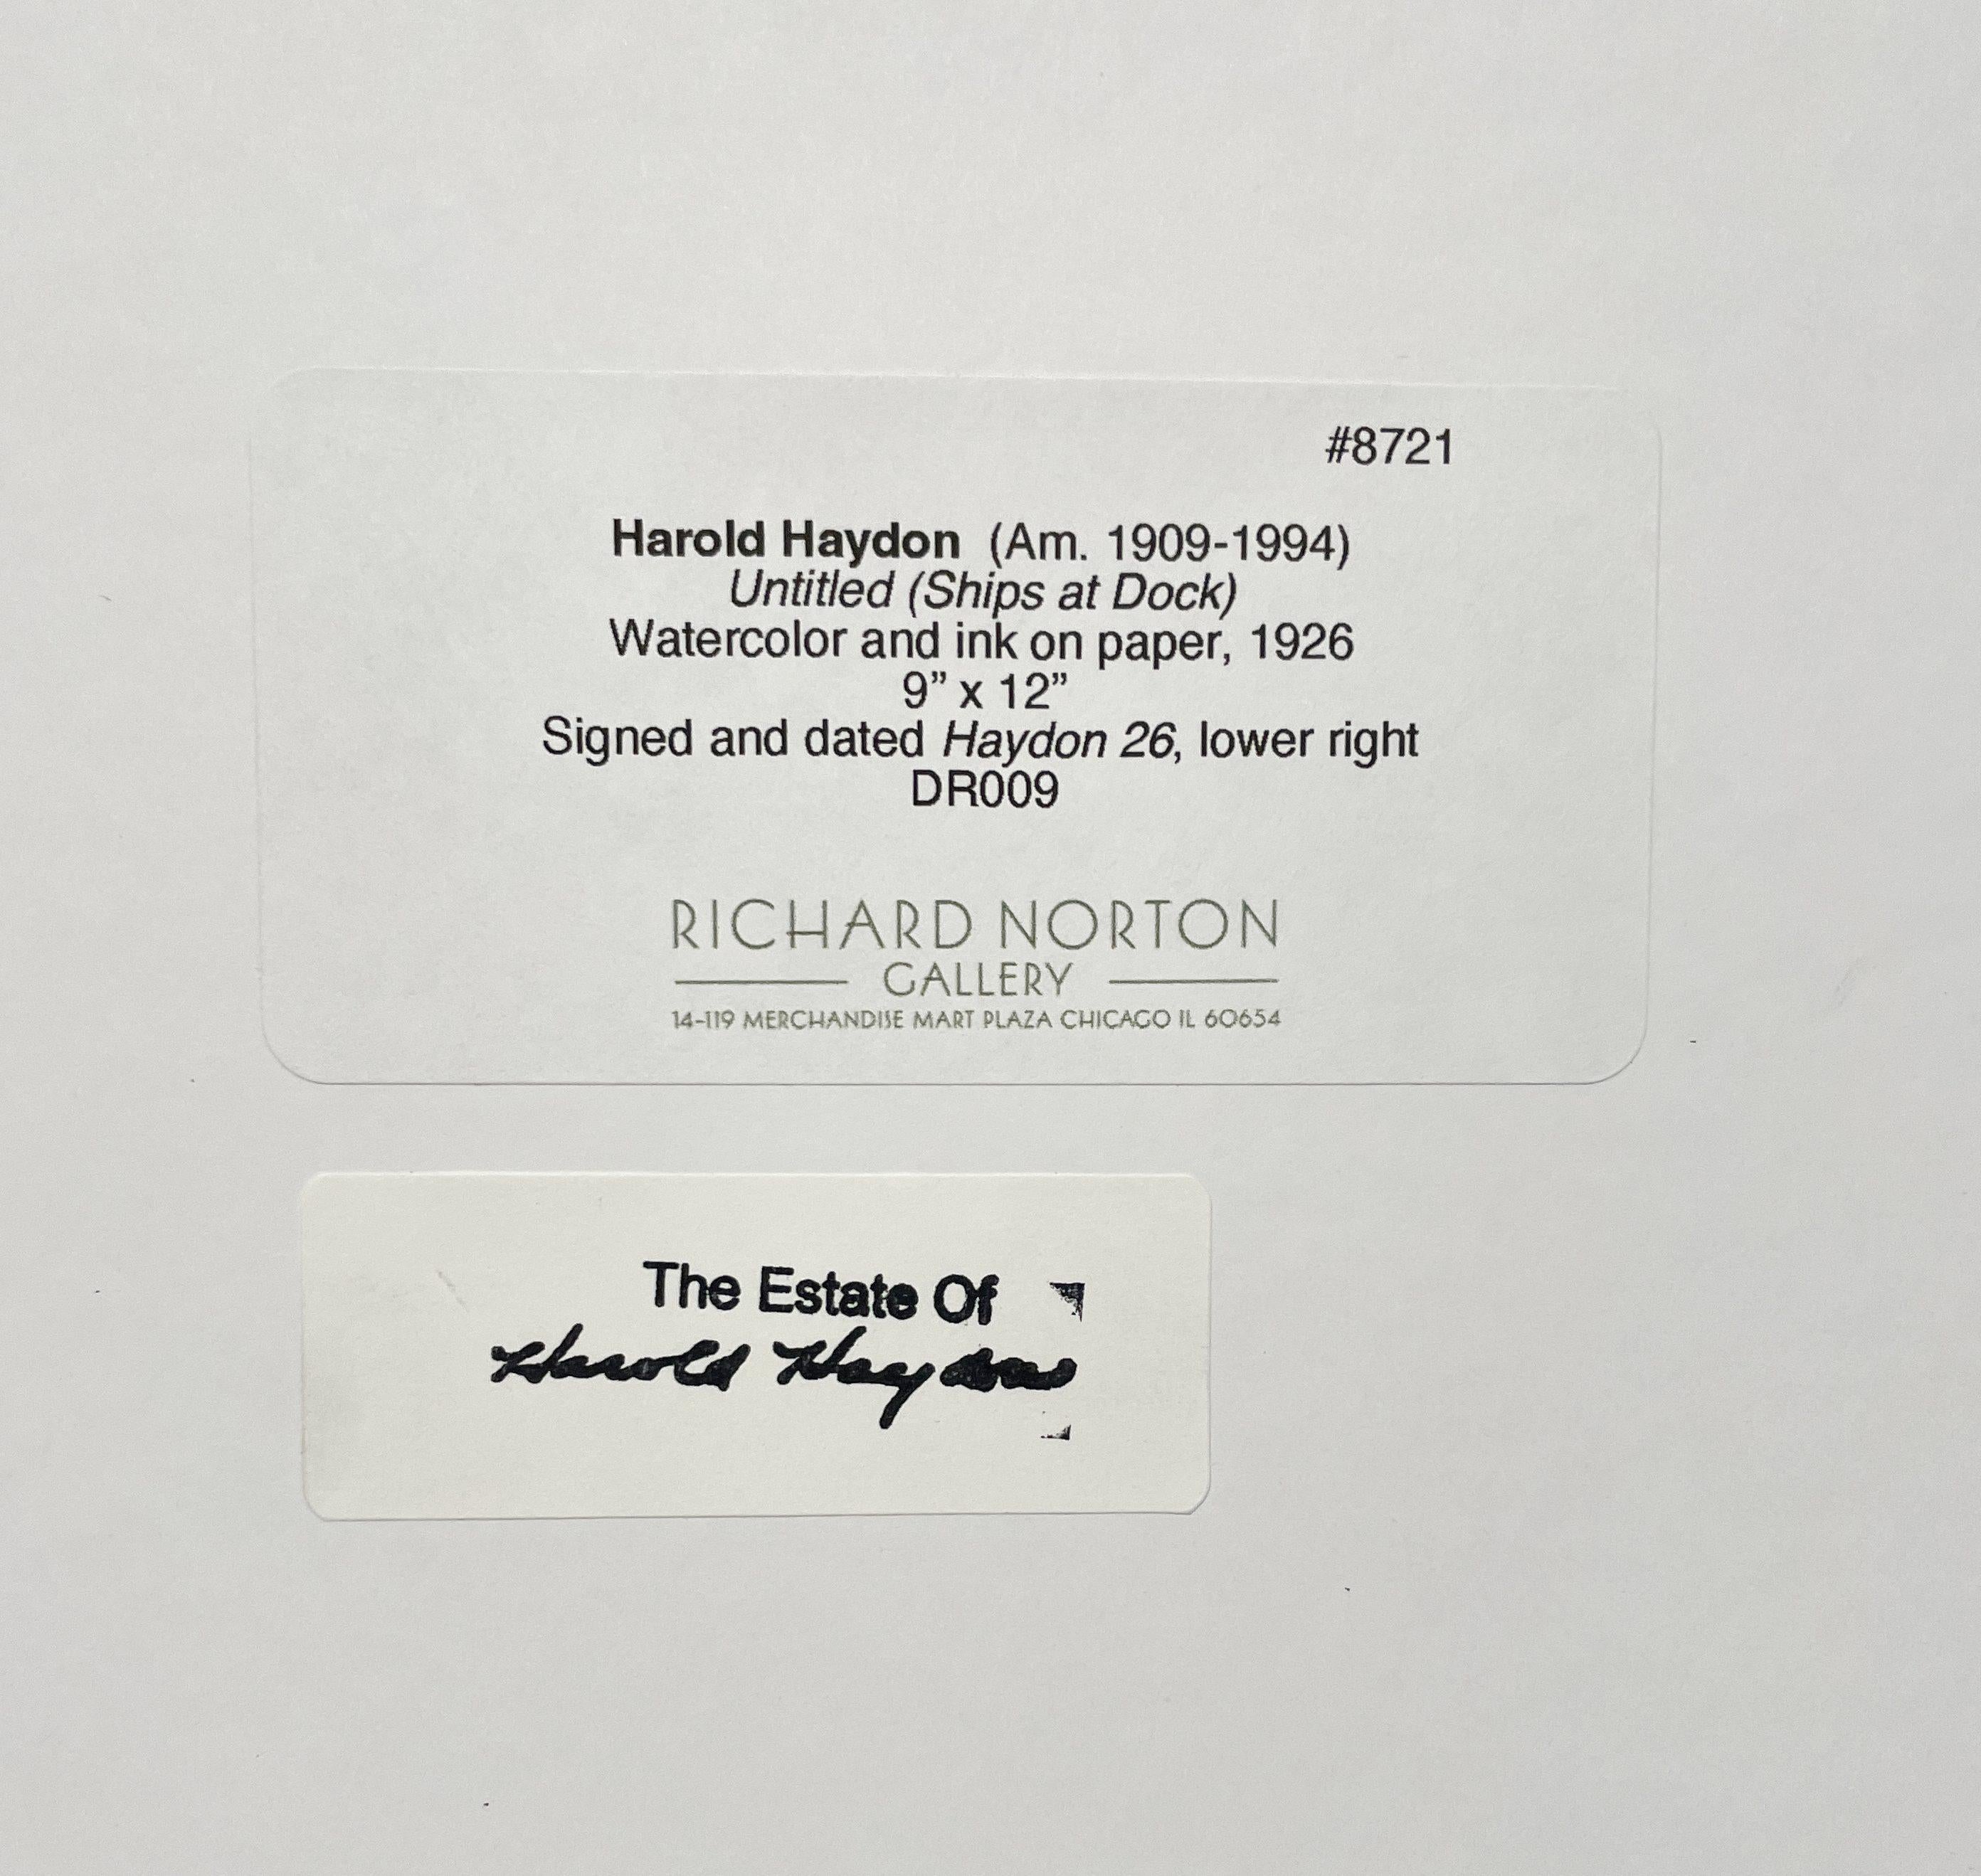 #8721
Harold Haydon (Am. 1909-1994)
Untitled (Ships at Dock)
Watercolor and ink on paper, 1926
9” x 12”
Signed and dated Haydon 26, lower right
DR009
RICHARD NORTON
GALLERY
14-119 MERCHANDISE MART PLAZA CHICAGO IL 60654
The Estate Of
Harold Haydon